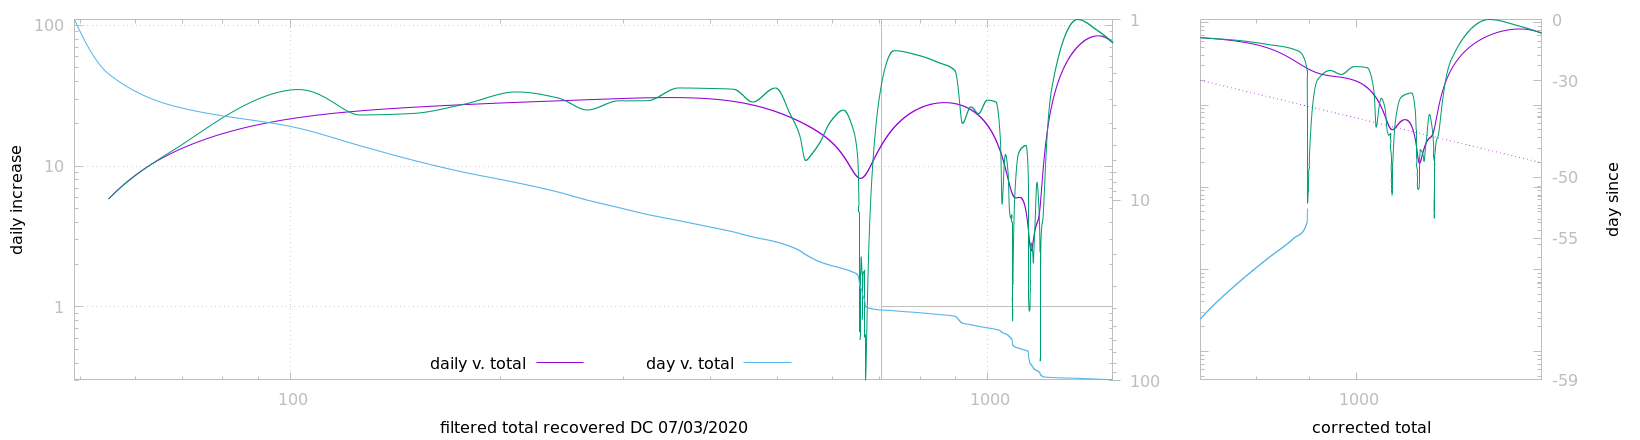 100
10
1
daily increase
100
1000
1
10
100
daily v. total
day v. total
filtered total recovered DC 07/03/2020
0
-30
-50
-55
-59
day since
1000
corrected total